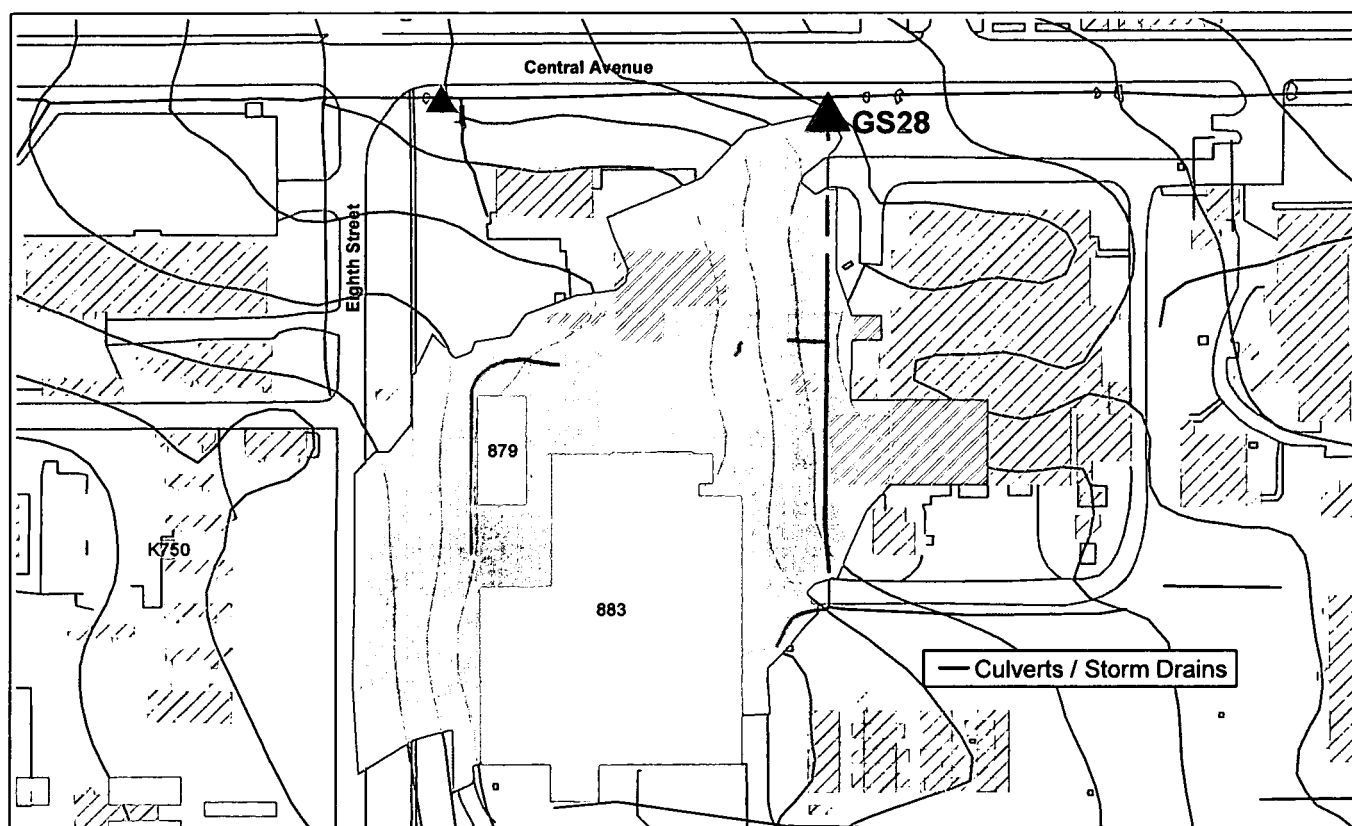 Central Avenue
GS28
Eighth Street
879
K750
883
Culverts / Storm Drains